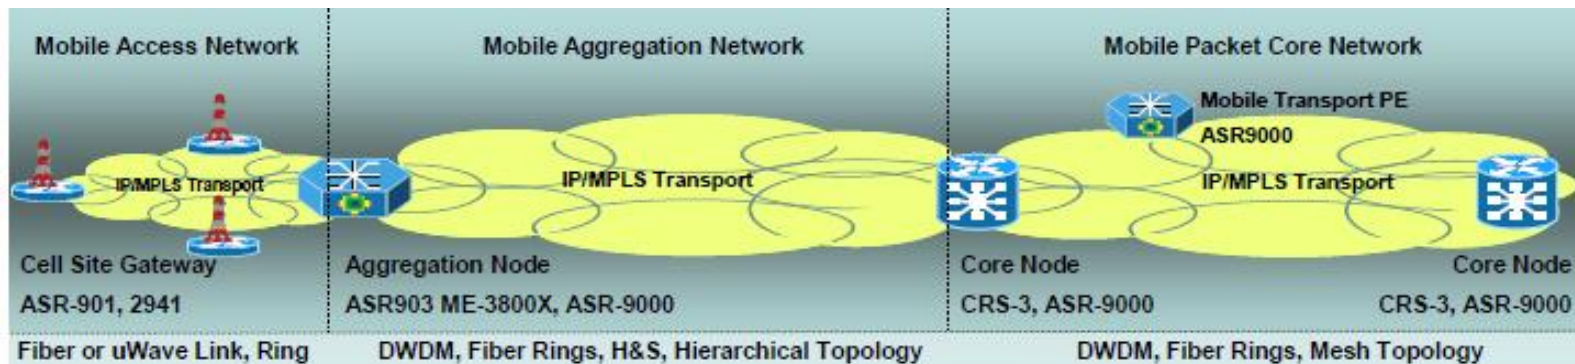 Mobile Access Network
Mobile Aggregation Network
Mobile Packet Core Network
Mobile Transport PE
ASR9000
IP/MPLS Transport
IP/MPLS Transport
IP/MPLS Transport
Cell Site Gateway
ASR-901, 2941
Aggregation Node
ASR903 ME-3800X, ASR-9000
Core Node
CRS-3, ASR-9000
Core Node
CRS-3, ASR-9000
Fiber or uWave Link, Ring
DWDM, Fiber Rings, H&S, Hierarchical Topology
DWDM, Fiber Rings, Mesh Topology